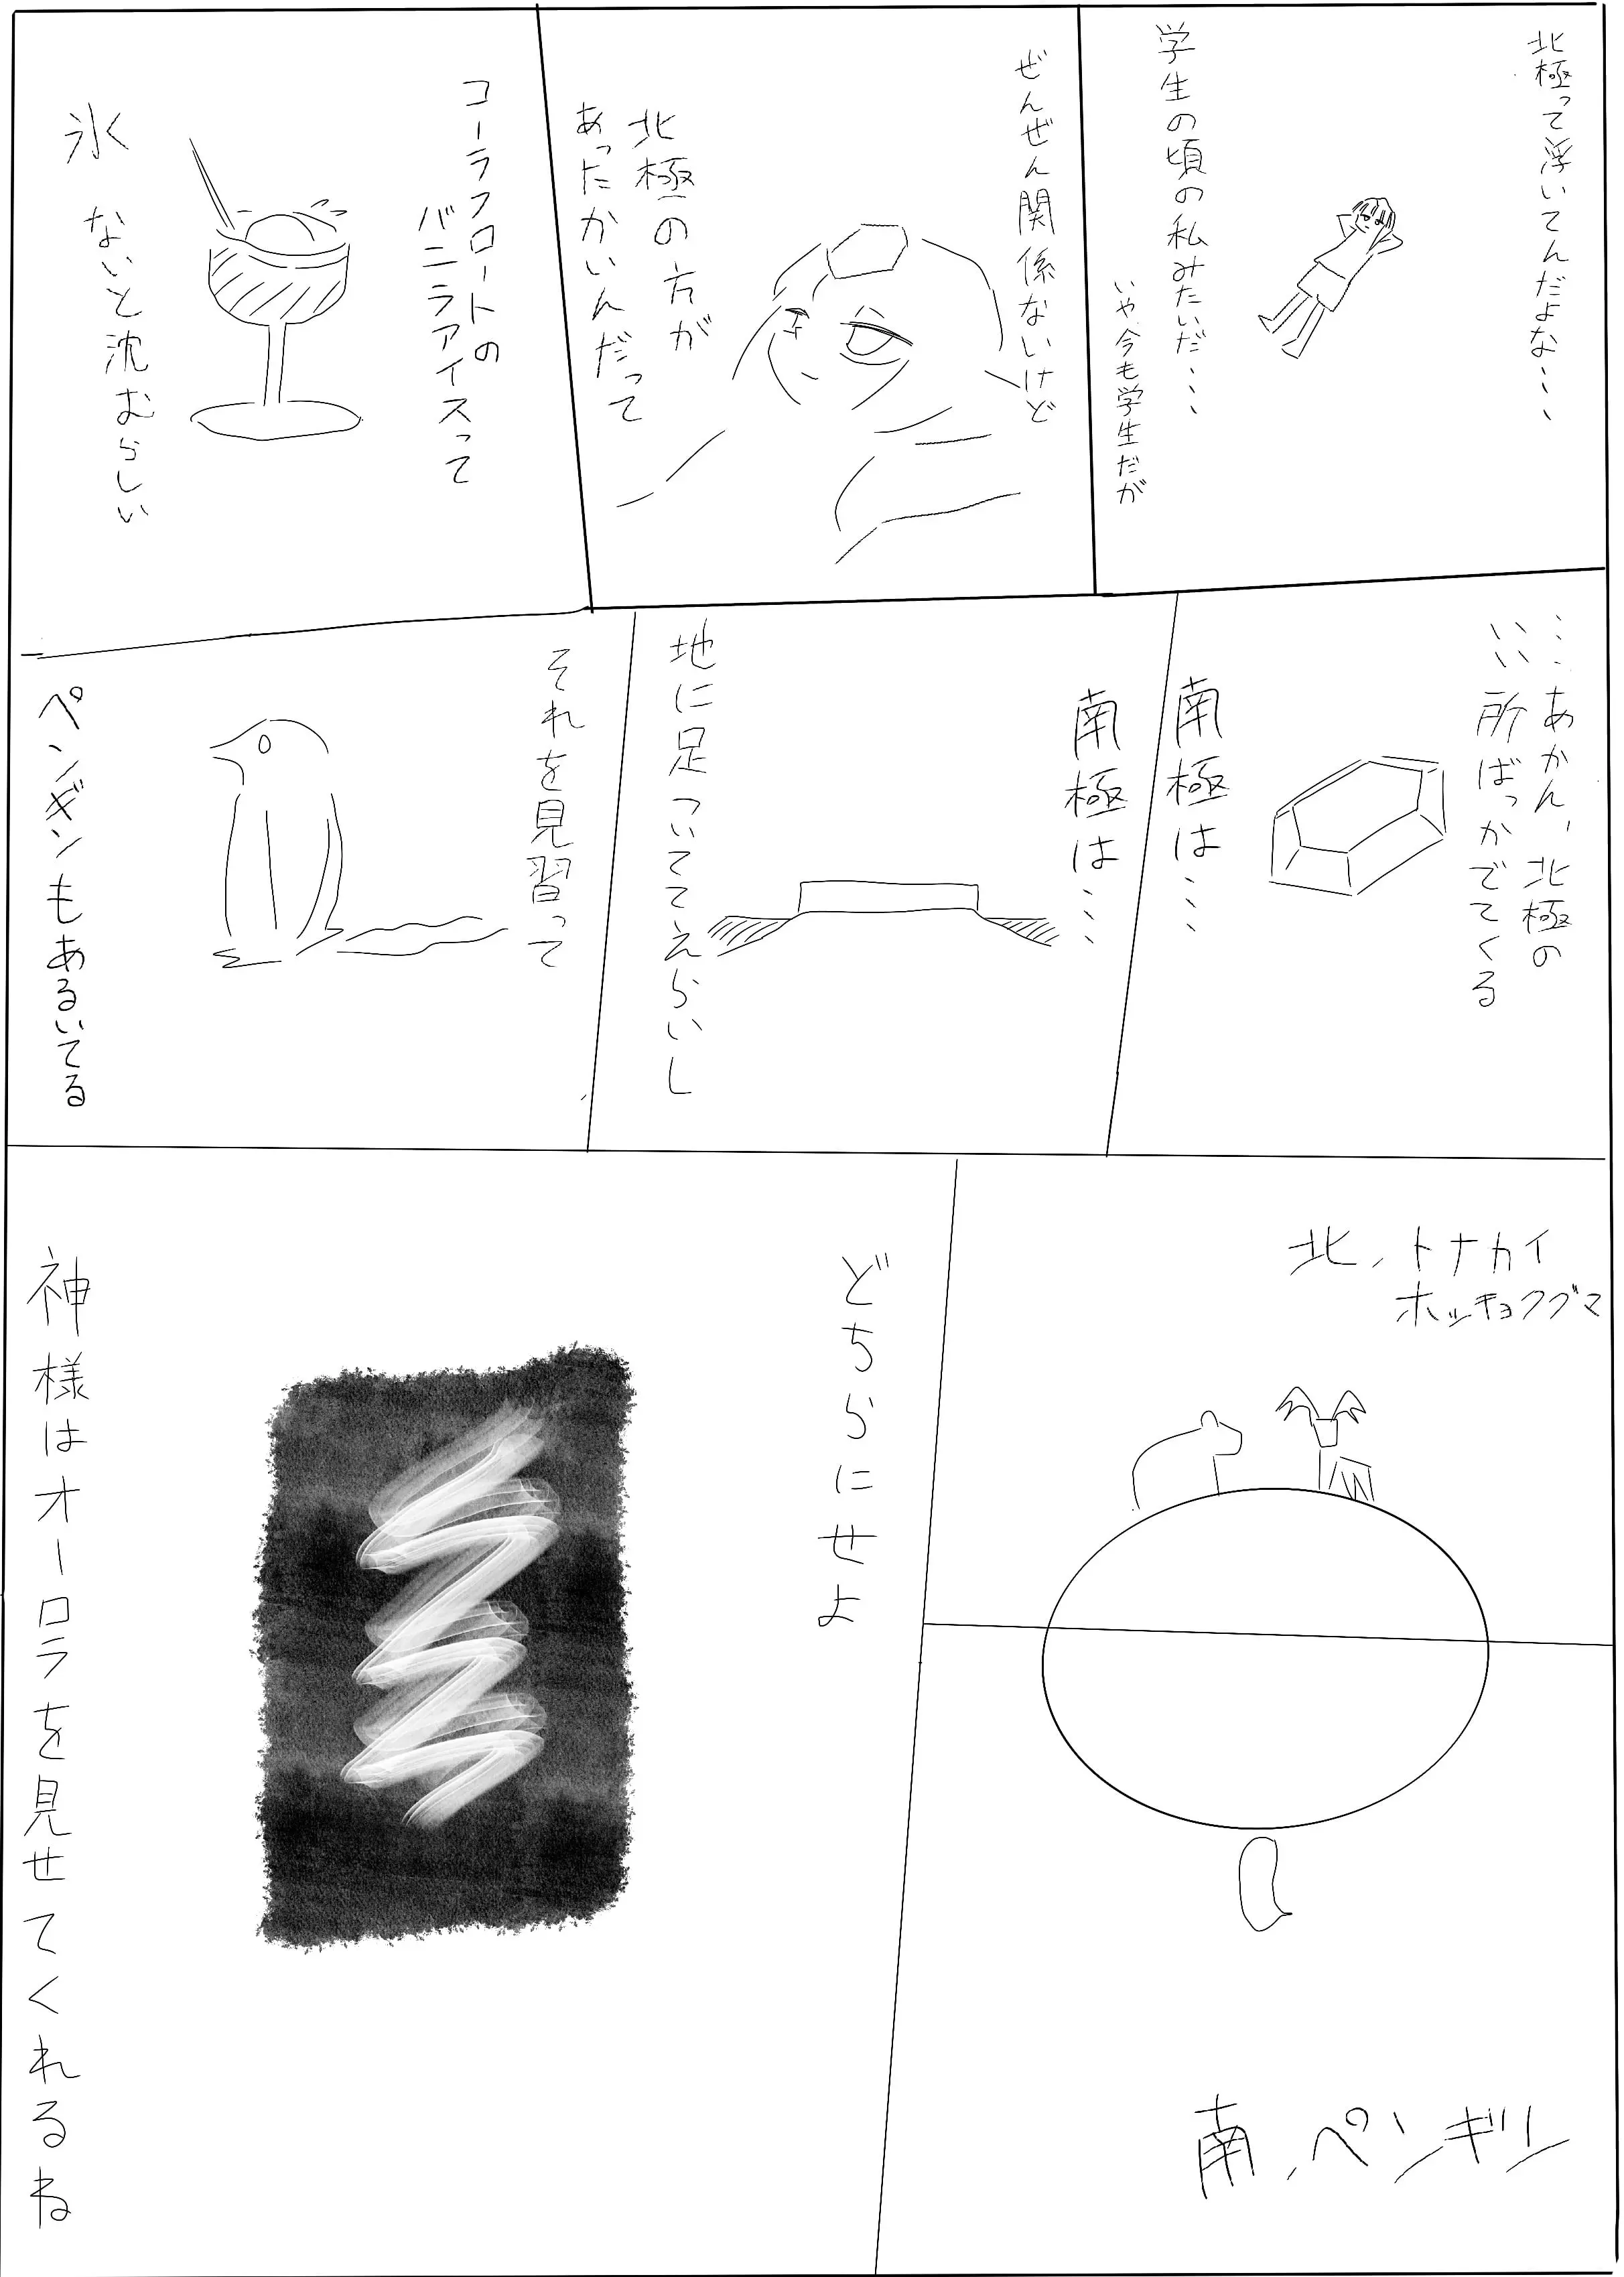 北極って浮いてんだよな・・・
学生の頃の私みたいだ・・・
いや今も学生だが
ぜんぜん関係ないけど
北極の方が
あったかいんだって
コーラフロートの
バニラアイスって
氷
ないと沈むらしい
・・・あかん、北極の
いい所ばっかでてくる
南極は・・・
南極は・・・
地に足ついててえらいし
それを見習って
ペンギンもあるいてる
北、トナカイ
ホッキョクグマ
南、ペンギン
どちらにせよ
神様はオーロラを見せてくれるね